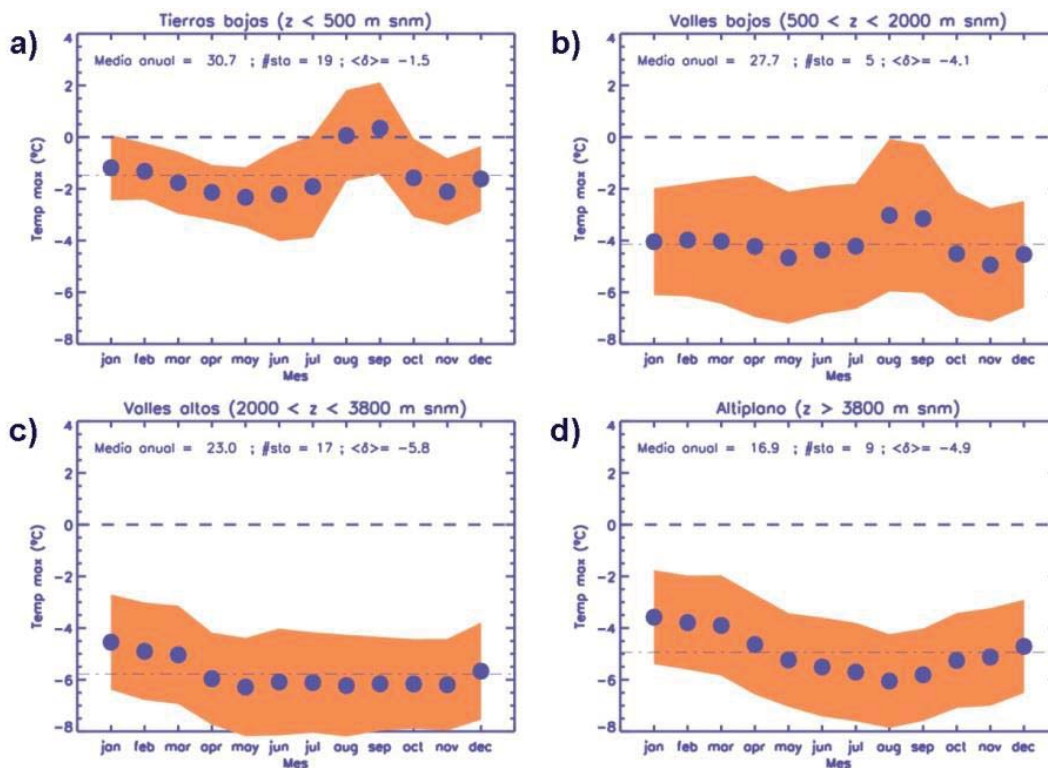 a)
Tierras bajas (z < 500 m snm)
Media anual = 30.7 ; #sta = 19 ; <δ>= −1.5
Temp max (ºC)
4
2
0
−2
−4
−6
−8
jan feb mar apr may jun jul aug sep oct nov dec
Mes
b)
Valles bajos (500 < z < 2000 m snm)
Media anual = 27.7 ; #sta = 5 ; <δ>= −4.1
Temp max (ºC)
4
2
0
−2
−4
−6
−8
jan feb mar apr may jun jul aug sep oct nov dec
Mes
c)
Valles altos (2000 < z < 3800 m snm)
Media anual = 23.0 ; #sta = 17 ; <δ>= −5.8
Temp max (ºC)
4
2
0
−2
−4
−6
−8
jan feb mar apr may jun jul aug sep oct nov dec
Mes
d)
Altiplano (z > 3800 m snm)
Media anual = 16.9 ; #sta = 9 ; <δ>= −4.9
Temp max (ºC)
4
2
0
−2
−4
−6
−8
jan feb mar apr may jun jul aug sep oct nov dec
Mes